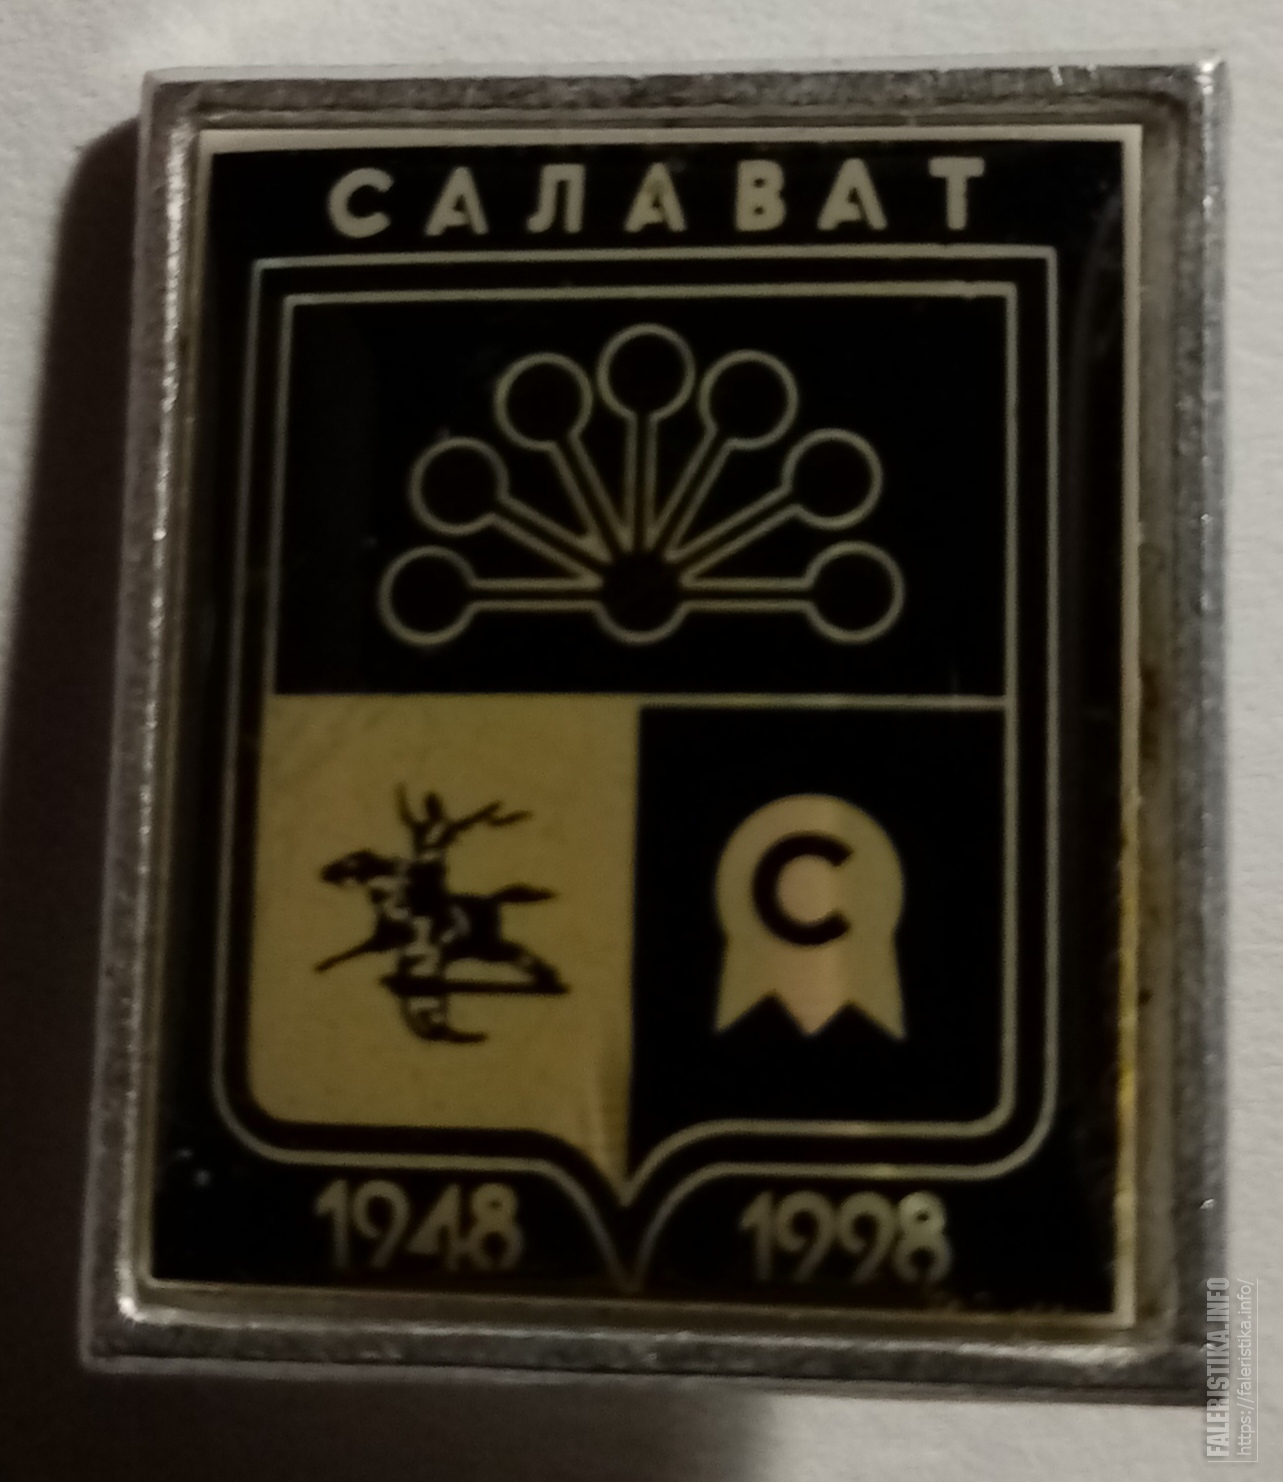 САЛАВАТ
С
1948 1998
FALERISTIKA.INFO
https://faleristika.info/